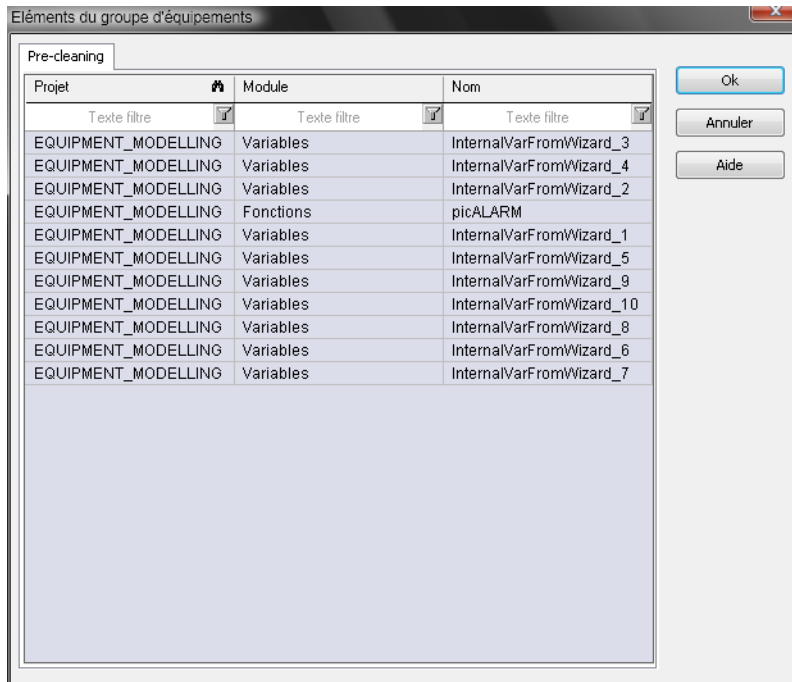 Eléments du groupe d'équipements
Pre-cleaning
Projet Module Nom
Texte filtre Texte filtre Texte filtre
EQUIPMENT_MODELLING Variables InternalVarFromWizard_3
EQUIPMENT_MODELLING Variables InternalVarFromWizard_4
EQUIPMENT_MODELLING Variables InternalVarFromWizard_2
EQUIPMENT_MODELLING Fonctions picALARM
EQUIPMENT_MODELLING Variables InternalVarFromWizard_1
EQUIPMENT_MODELLING Variables InternalVarFromWizard_5
EQUIPMENT_MODELLING Variables InternalVarFromWizard_9
EQUIPMENT_MODELLING Variables InternalVarFromWizard_10
EQUIPMENT_MODELLING Variables InternalVarFromWizard_8
EQUIPMENT_MODELLING Variables InternalVarFromWizard_6
EQUIPMENT_MODELLING Variables InternalVarFromWizard_7
Ok
Annuler
Aide